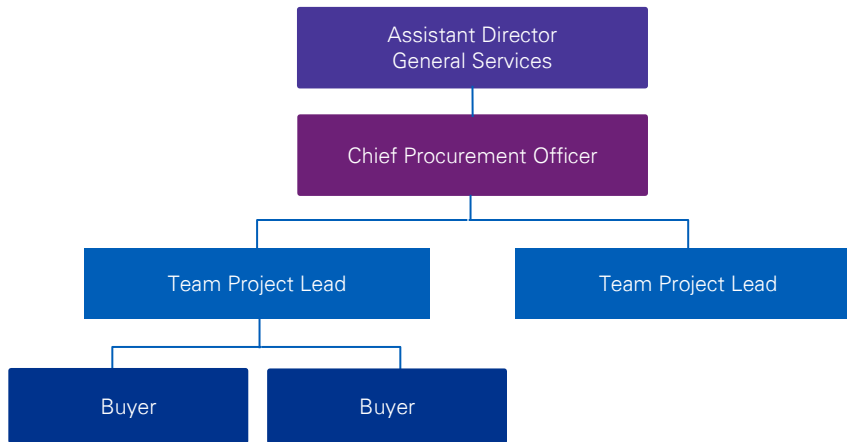 Assistant Director
General Services
Chief Procurement Officer
Team Project Lead
Team Project Lead
Buyer
Buyer